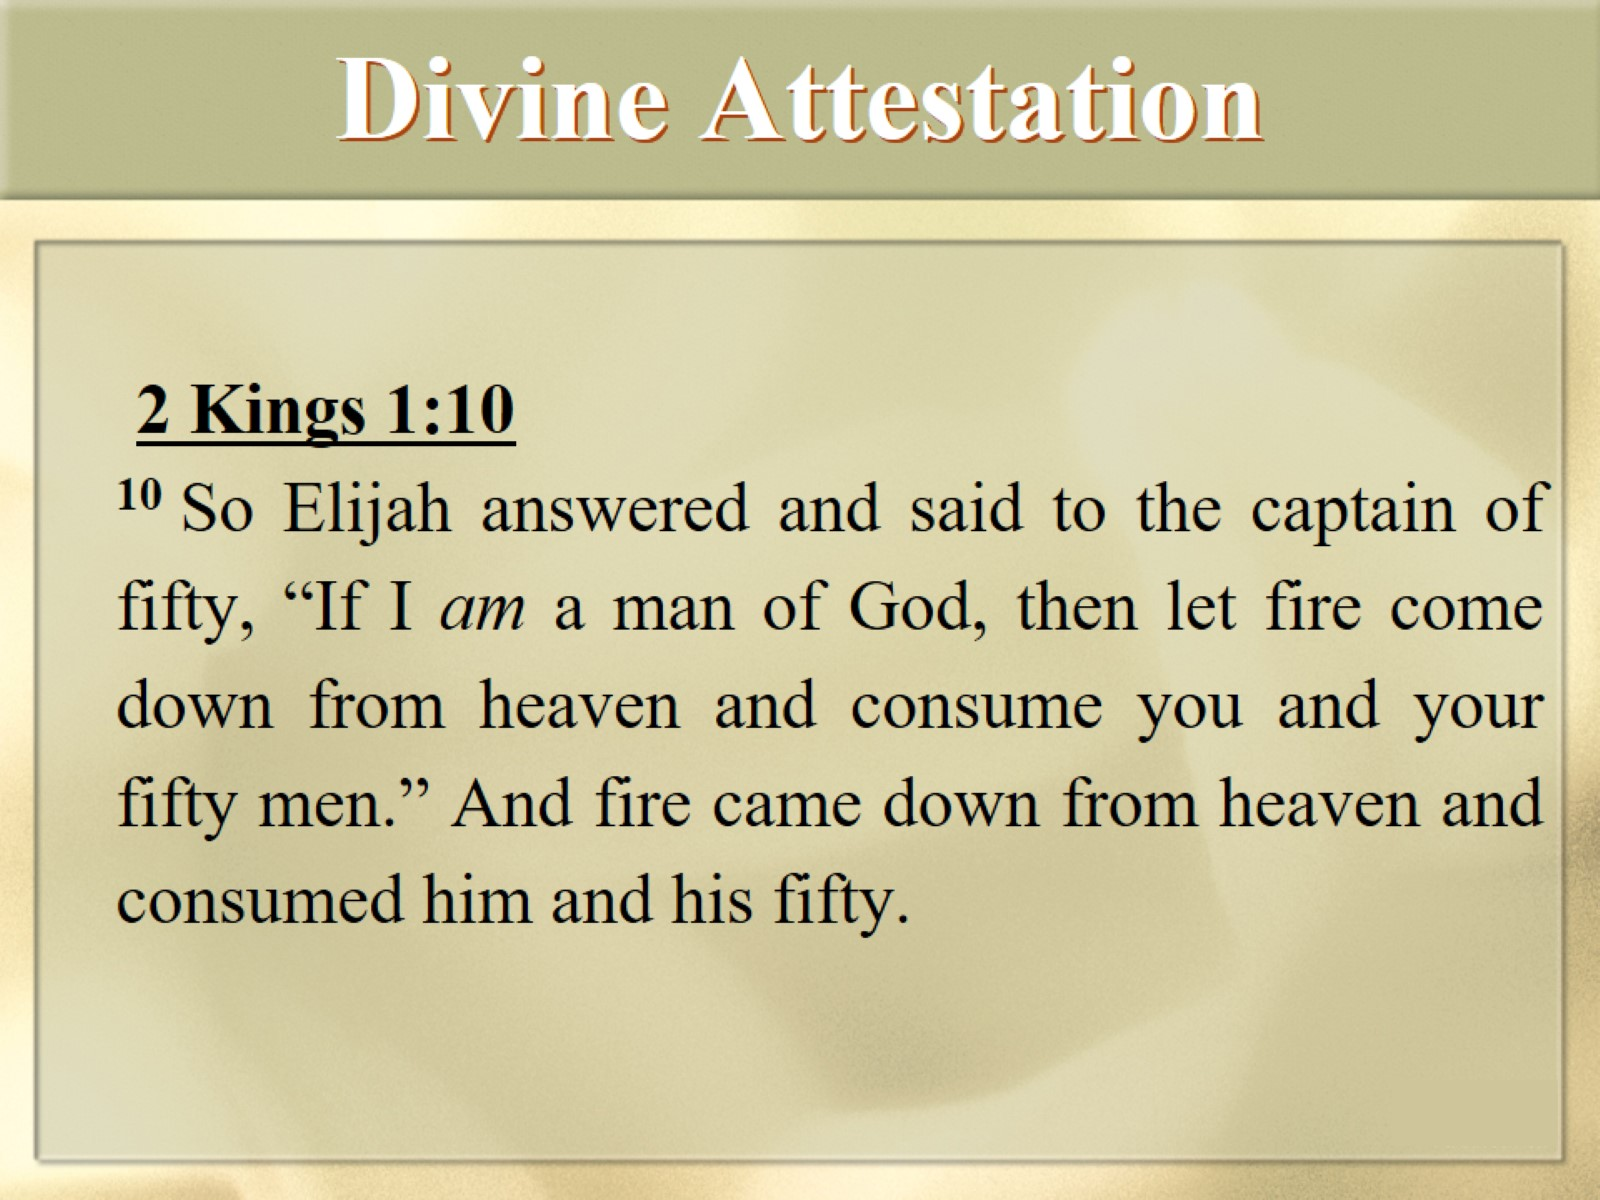 Divine Attestation
2 Kings 1:10
10 So Elijah answered and said to the captain of
fifty, “If I am a man of God, then let fire come
down from heaven and consume you and your
fifty men.” And fire came down from heaven and
consumed him and his fifty.